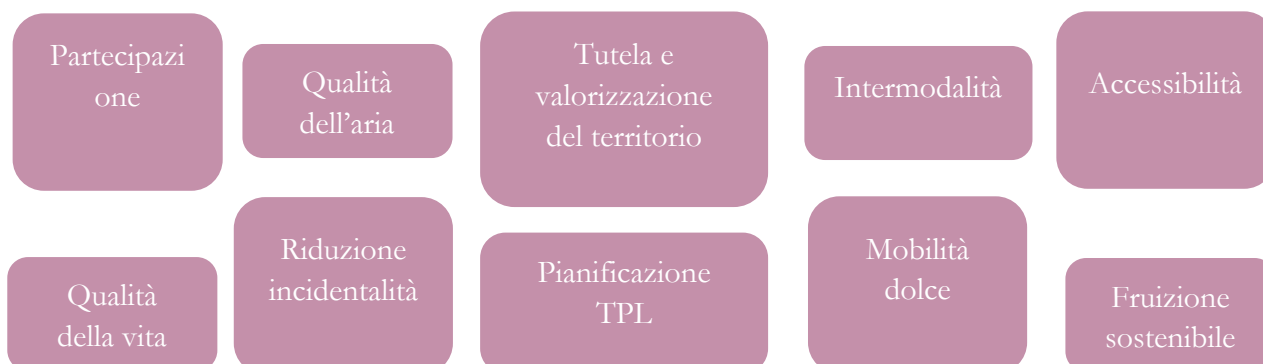 Partecipazi
one
Qualità
dell’aria
Tutela e
valorizzazione
del territorio
Intermodalità
Accessibilità
Qualità
della vita
Riduzione
incidentalità
Pianificazione
TPL
Mobilità
dolce
Fruizione
sostenibile